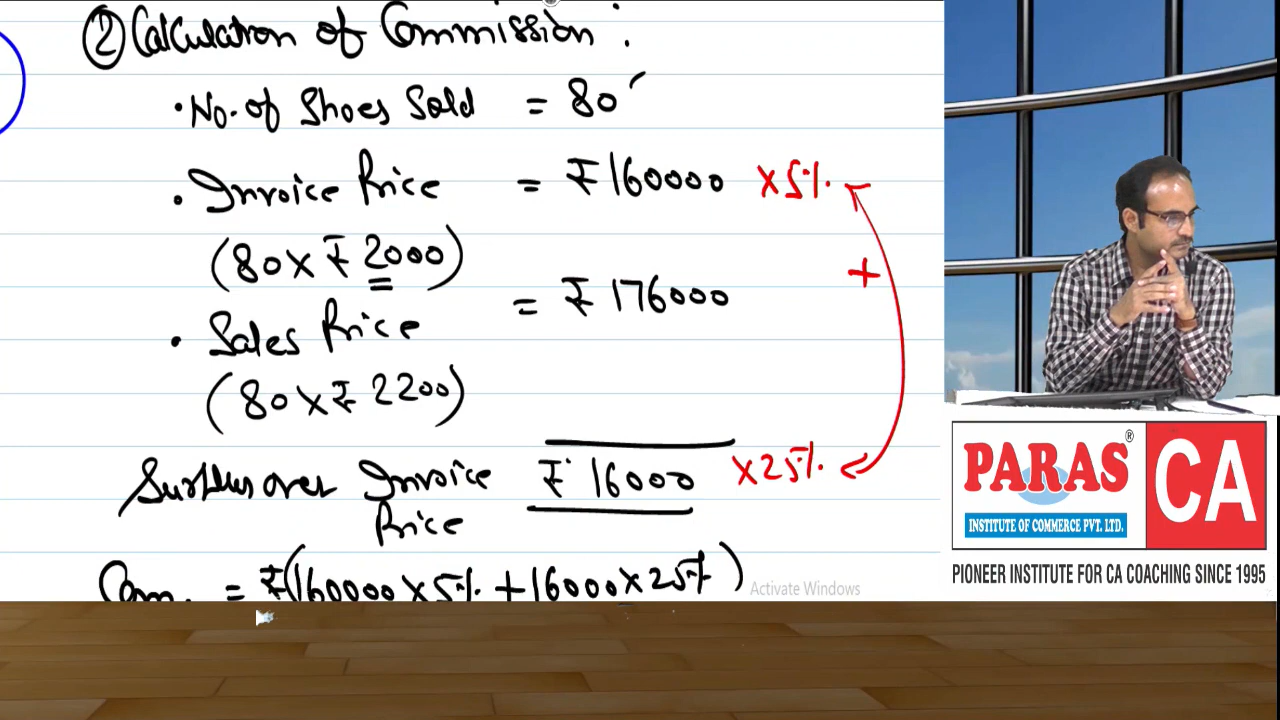 ② Calculation of Commission :
• No. of Shoes Sold = 80
• Invoice Price = ₹160000 x5%
(80 x ₹ 2000)
+
• Sales Price = ₹ 176000
(80 x ₹ 2200)
Surplus over Invoice Price ₹ 16000 x25%
Com. = ₹(160000 x 5% + 16000 x 25%)
PARAS®
INSTITUTE OF COMMERCE PVT. LTD.
CA
PIONEER INSTITUTE FOR CA COACHING SINCE 1995
Activate Windows